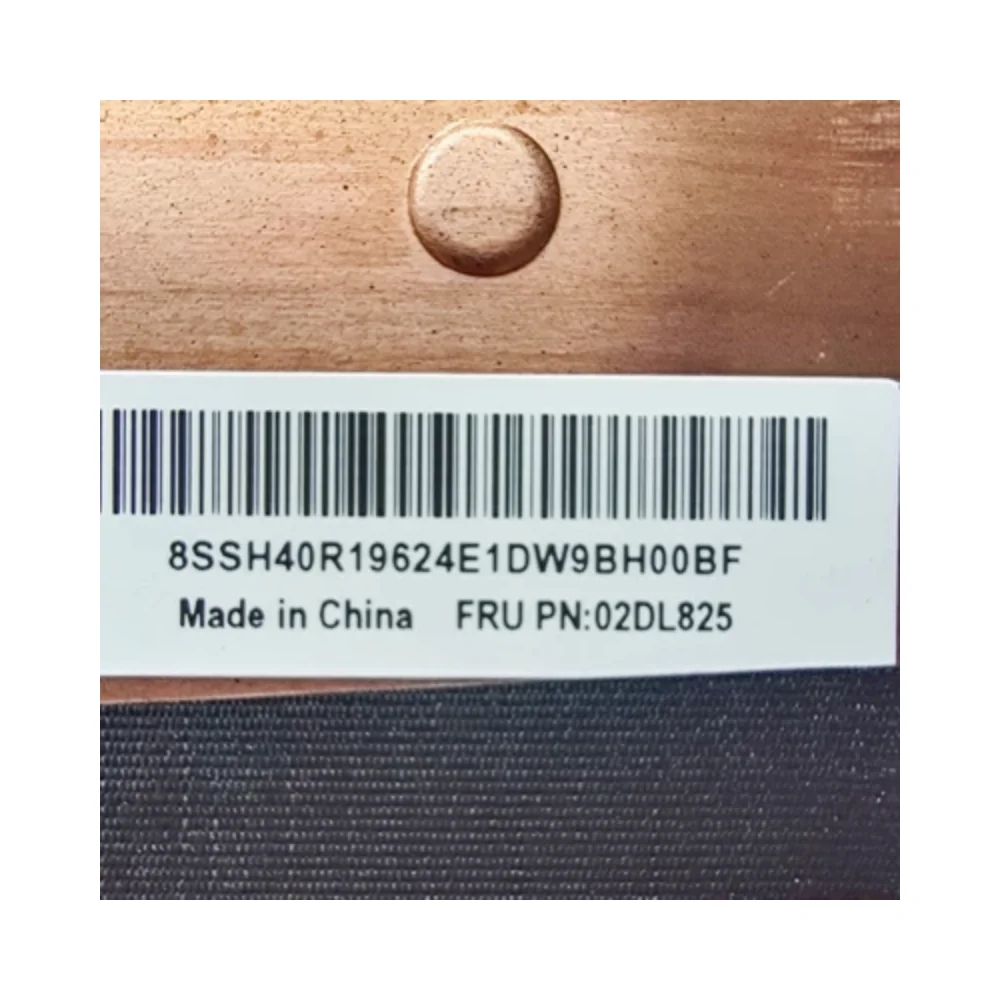 8SSH40R19624E1DW9BH00BF
Made in China FRU PN:02DL825